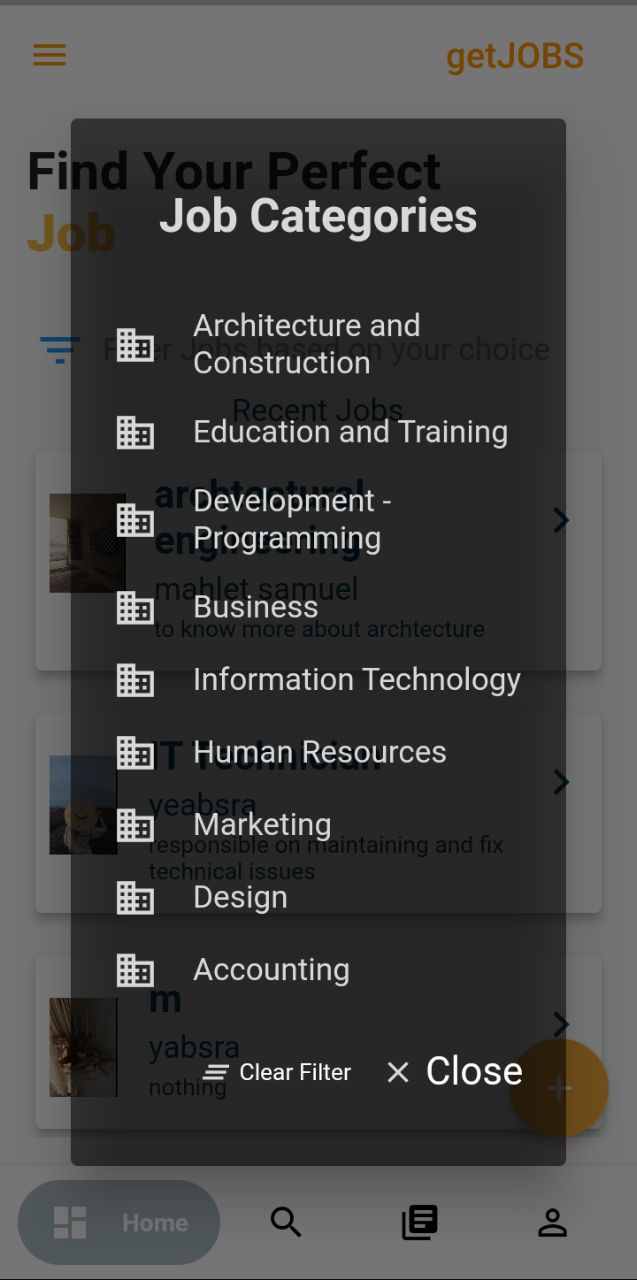 getJOBS
Find Your Perfect
Job
Job Categories
Architecture and
Construction
Filter Jobs based on your choice
Recent Jobs
Education and Training
archtectural
engineering
Development -
Programming
mahlet samuel
Business
to know more about archtecture
Information Technology
IT Technician
Human Resources
yeabsra
Marketing
responsible on maintaining and fix
technical issues
Design
Accounting
m
yabsra
nothing
Clear Filter
Close
Home